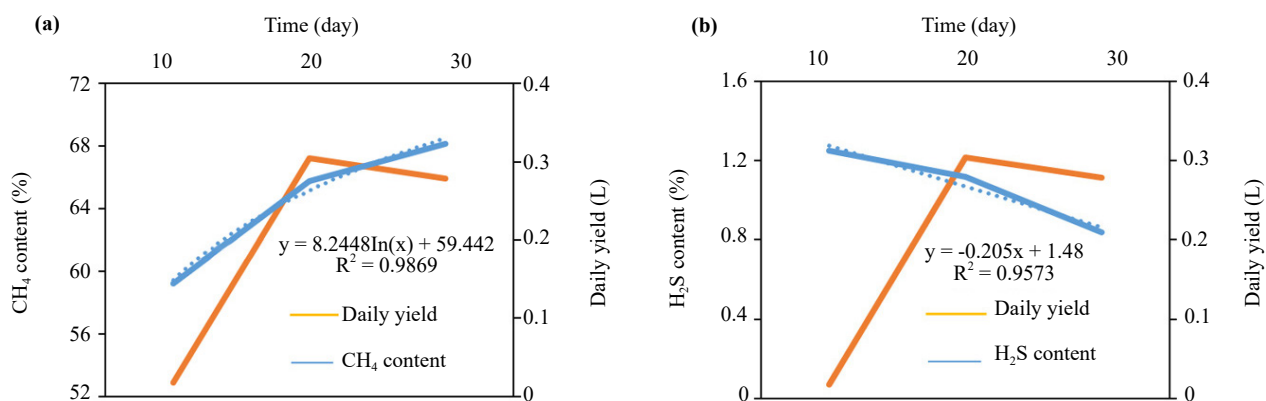 (a)
Time (day)
10 20 30
72
68
64
60
56
52
CH₄ content (%)
0.4
0.3
0.2
0.1
0
Daily yield (L)
y = 8.2448In(x) + 59.442
R² = 0.9869
Daily yield
CH₄ content
(b)
Time (day)
10 20 30
1.6
1.2
0.8
0.4
0
H₂S content (%)
0.4
0.3
0.2
0.1
0
Daily yield (L)
y = -0.205x + 1.48
R² = 0.9573
Daily yield
H₂S content